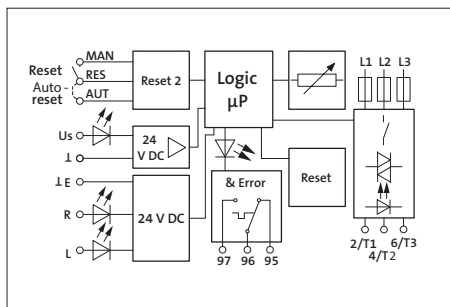 MAN
Reset
RES
Auto-
reset
AUT
Reset 2
Logic
µP
L1 L2 L3
Us
⊥
24
V DC
⊥E
R
L
24 V DC
& Error
97 96 95
Reset
2/T1
4/T2
6/T3